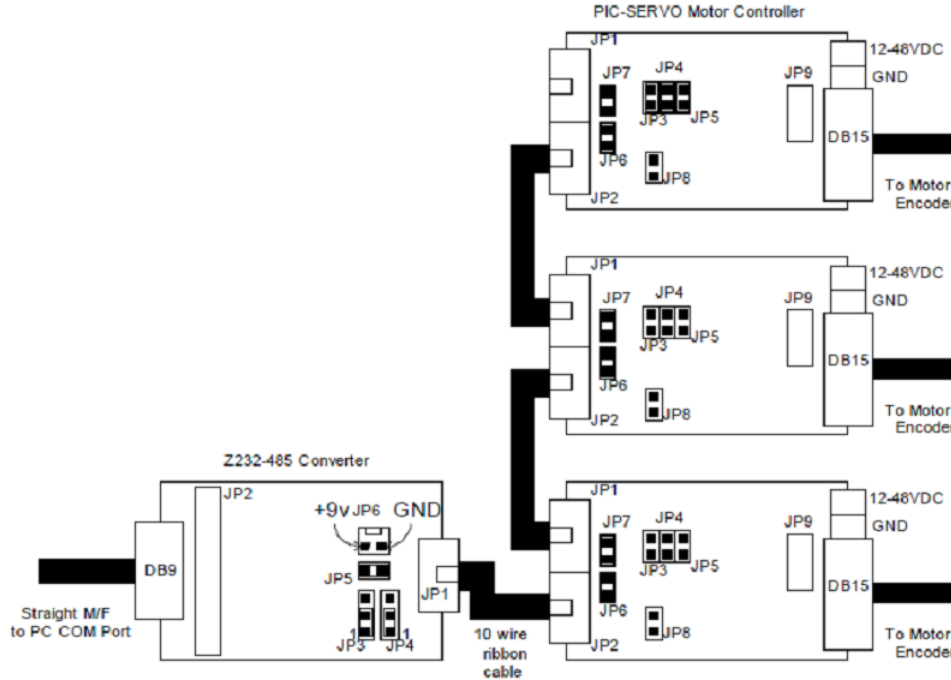 PIC-SERVO Motor Controller
JP1
12-48VDC
JP7
JP4
JP9
GND
JP3
JP5
DB15
JP6
To Motor
JP8
Encoder
JP2
JP1
12-48VDC
JP7
JP4
JP9
GND
JP3
JP5
DB15
JP6
To Motor
JP8
Encoder
JP2
Z232-485 Converter
JP1
12-48VDC
JP2
+9v
JP6
GND
JP7
JP4
JP9
GND
JP3
JP5
DB9
JP5
JP1
DB15
JP6
Straight M/F
to PC COM Port
1
1
JP3
JP4
10 wire
ribbon
cable
JP2
JP8
To Motor
Encoder